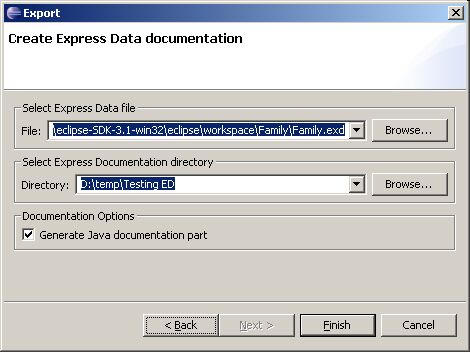 Export
Create Express Data documentation
Select Express Data file
File: \eclipse-SDK-3.1-win32\eclipse\workspace\Family\Family.exd Browse...
Select Express Documentation directory
Directory: D:\temp\Testing ED Browse...
Documentation Options
Generate Java documentation part
< Back Next > Finish Cancel